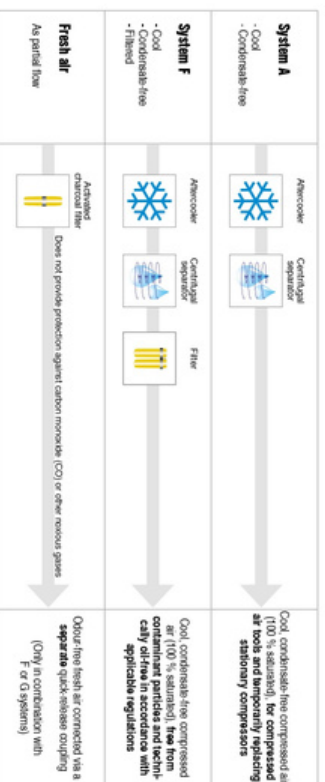 System A
- Cool
- Condensate-free
Aftercooler
Centrifugal
separator
Cool, condensate-free compressed air
(100 % saturated), for compressed
air tools and temporarily replacing
stationary compressors
System F
- Cool
- Condensate-free
- Filtered
Aftercooler
Centrifugal
separator
Filter
Cool, condensate-free compressed
air (100 % saturated), free from
contaminant particles and techni-
cally oil-free in accordance with
applicable regulations
Fresh air
As partial flow
Activated
charcoal filter
Does not provide protection against carbon monoxide (CO) or other noxious gases
Odour-free fresh air connected via a
separate quick-release coupling
(Only in combination with
F or G systems)